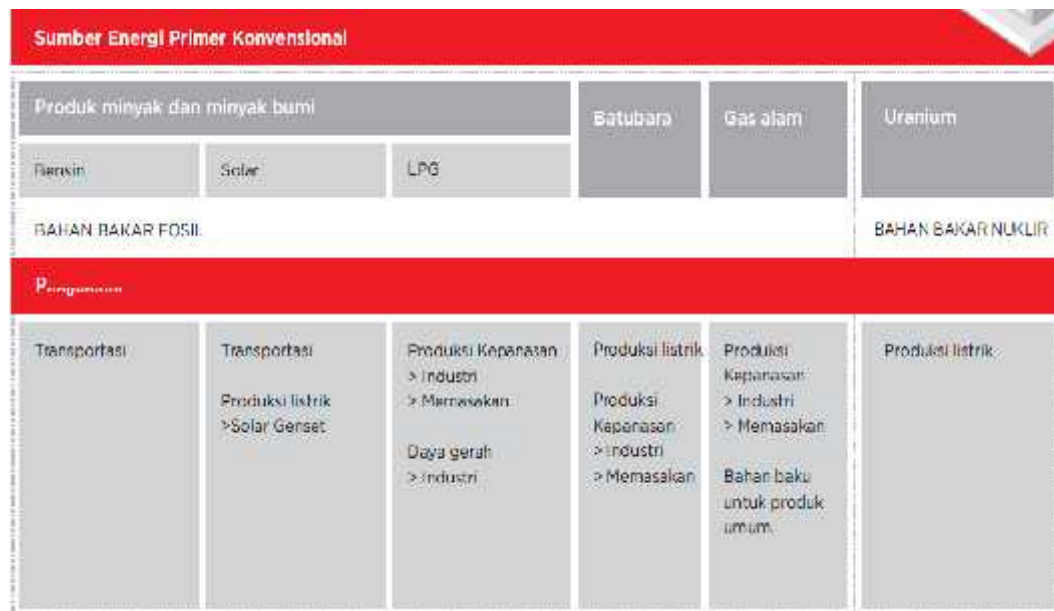 Sumber Energi Primer Konvensional
Produk minyak dan minyak bumi
Batubara
Gas alam
Uranium
Bensin
Solar
LPG
BAHAN BAKAR FOSIL
BAHAN BAKAR NUKLIR
Transportasi
Transportasi
Produksi listrik
>Solar Genset
Produksi Kepanasan
> Industri
> Memasakan
Daya gerah
> Industri
Produksi listrik
Produksi
Kepanasan
> Industri
> Memasakan
Produksi
Kepanasan
> Industri
> Memasakan
Bahan baku
untuk produk
umum
Produksi listrik